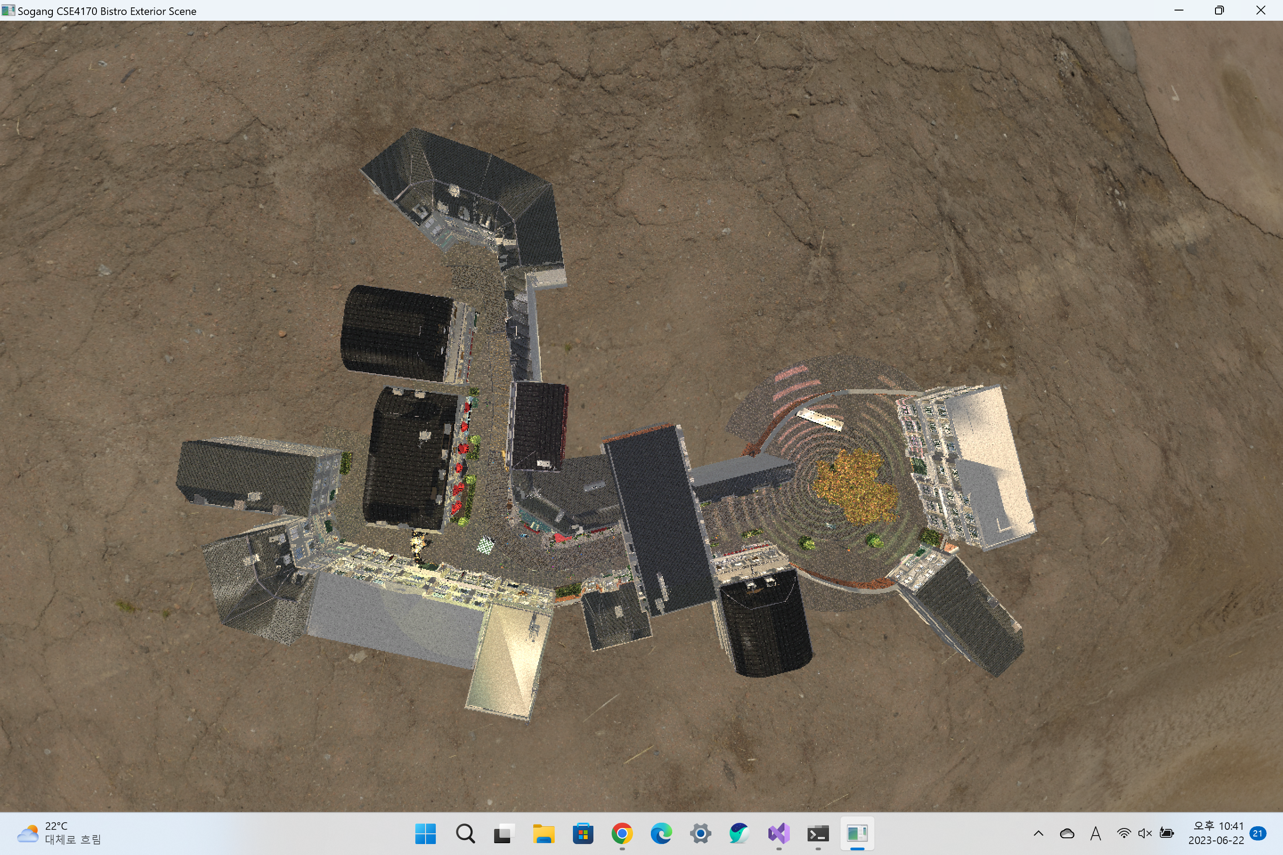 Sogang CSE4170 Bistro Exterior Scene
22°C
대체로 흐림
A
오후 10:41
2023-06-22
21